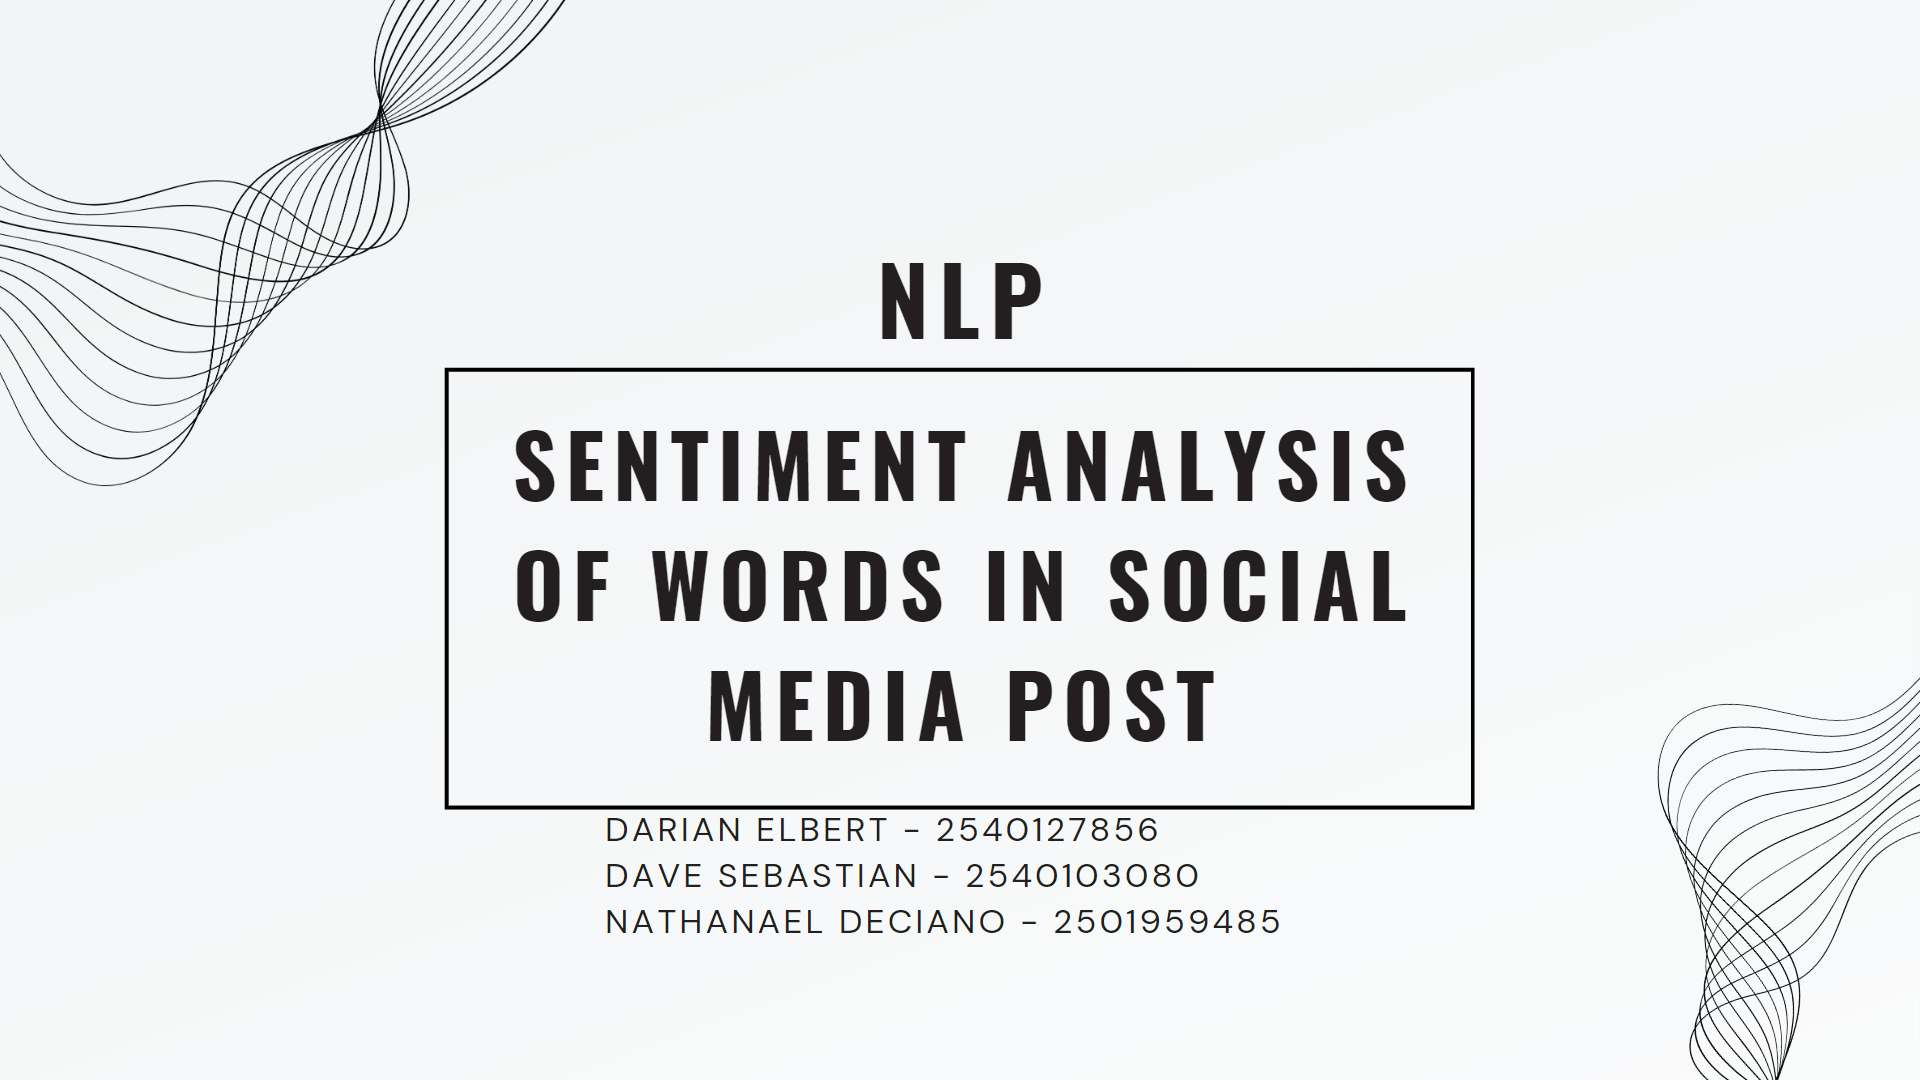 NLP
SENTIMENT ANALYSIS
OF WORDS IN SOCIAL
MEDIA POST
DARIAN ELBERT - 2540127856
DAVE SEBASTIAN - 2540103080
NATHANAEL DECIANO - 2501959485